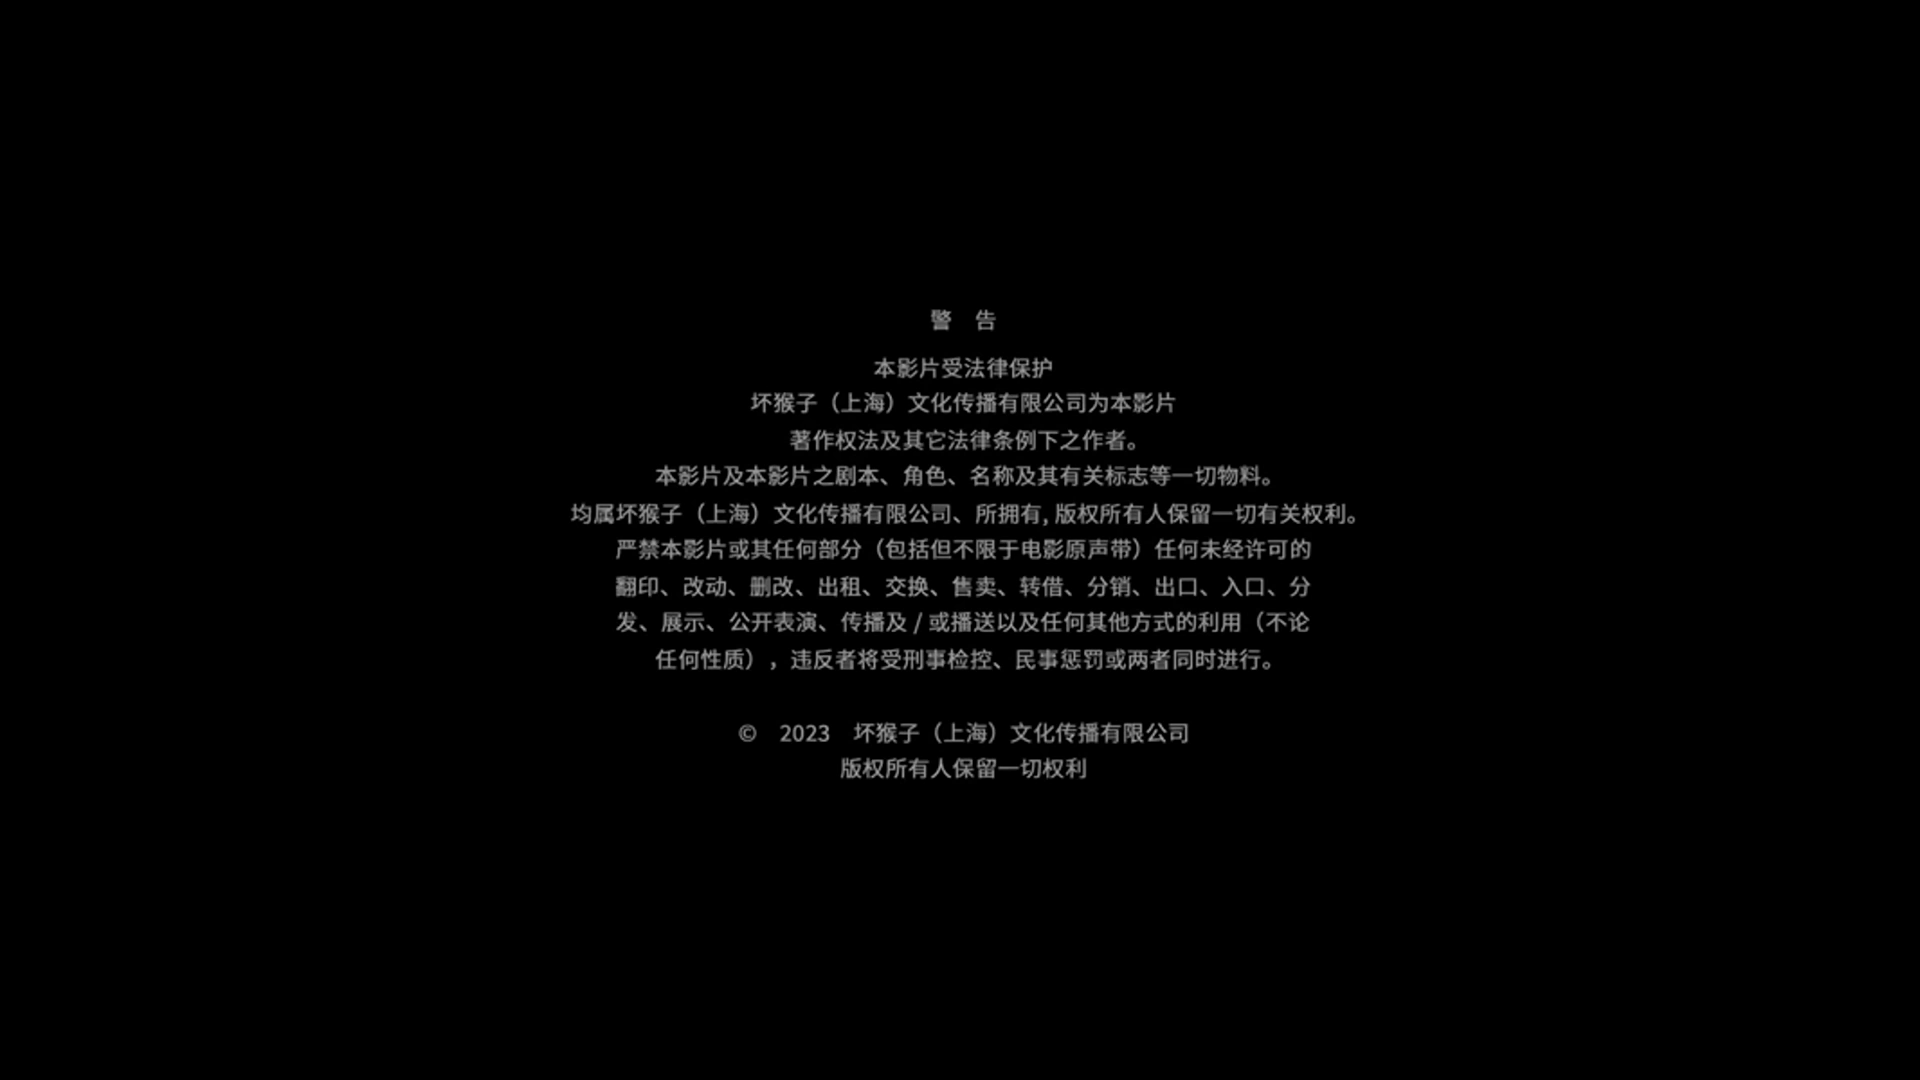 警 告
本影片受法律保护
坏猴子（上海）文化传播有限公司为本影片
著作权法及其它法律条例下之作者。
本影片及本影片之剧本、角色、名称及其有关标志等一切物料。
均属坏猴子（上海）文化传播有限公司、所拥有, 版权所有人保留一切有关权利。
严禁本影片或其任何部分（包括但不限于电影原声带）任何未经许可的
翻印、改动、删改、出租、交换、售卖、转借、分销、出口、入口、分
发、展示、公开表演、传播及 / 或播送以及任何其他方式的利用（不论
任何性质），违反者将受刑事检控、民事惩罚或两者同时进行。
© 2023 坏猴子（上海）文化传播有限公司
版权所有人保留一切权利